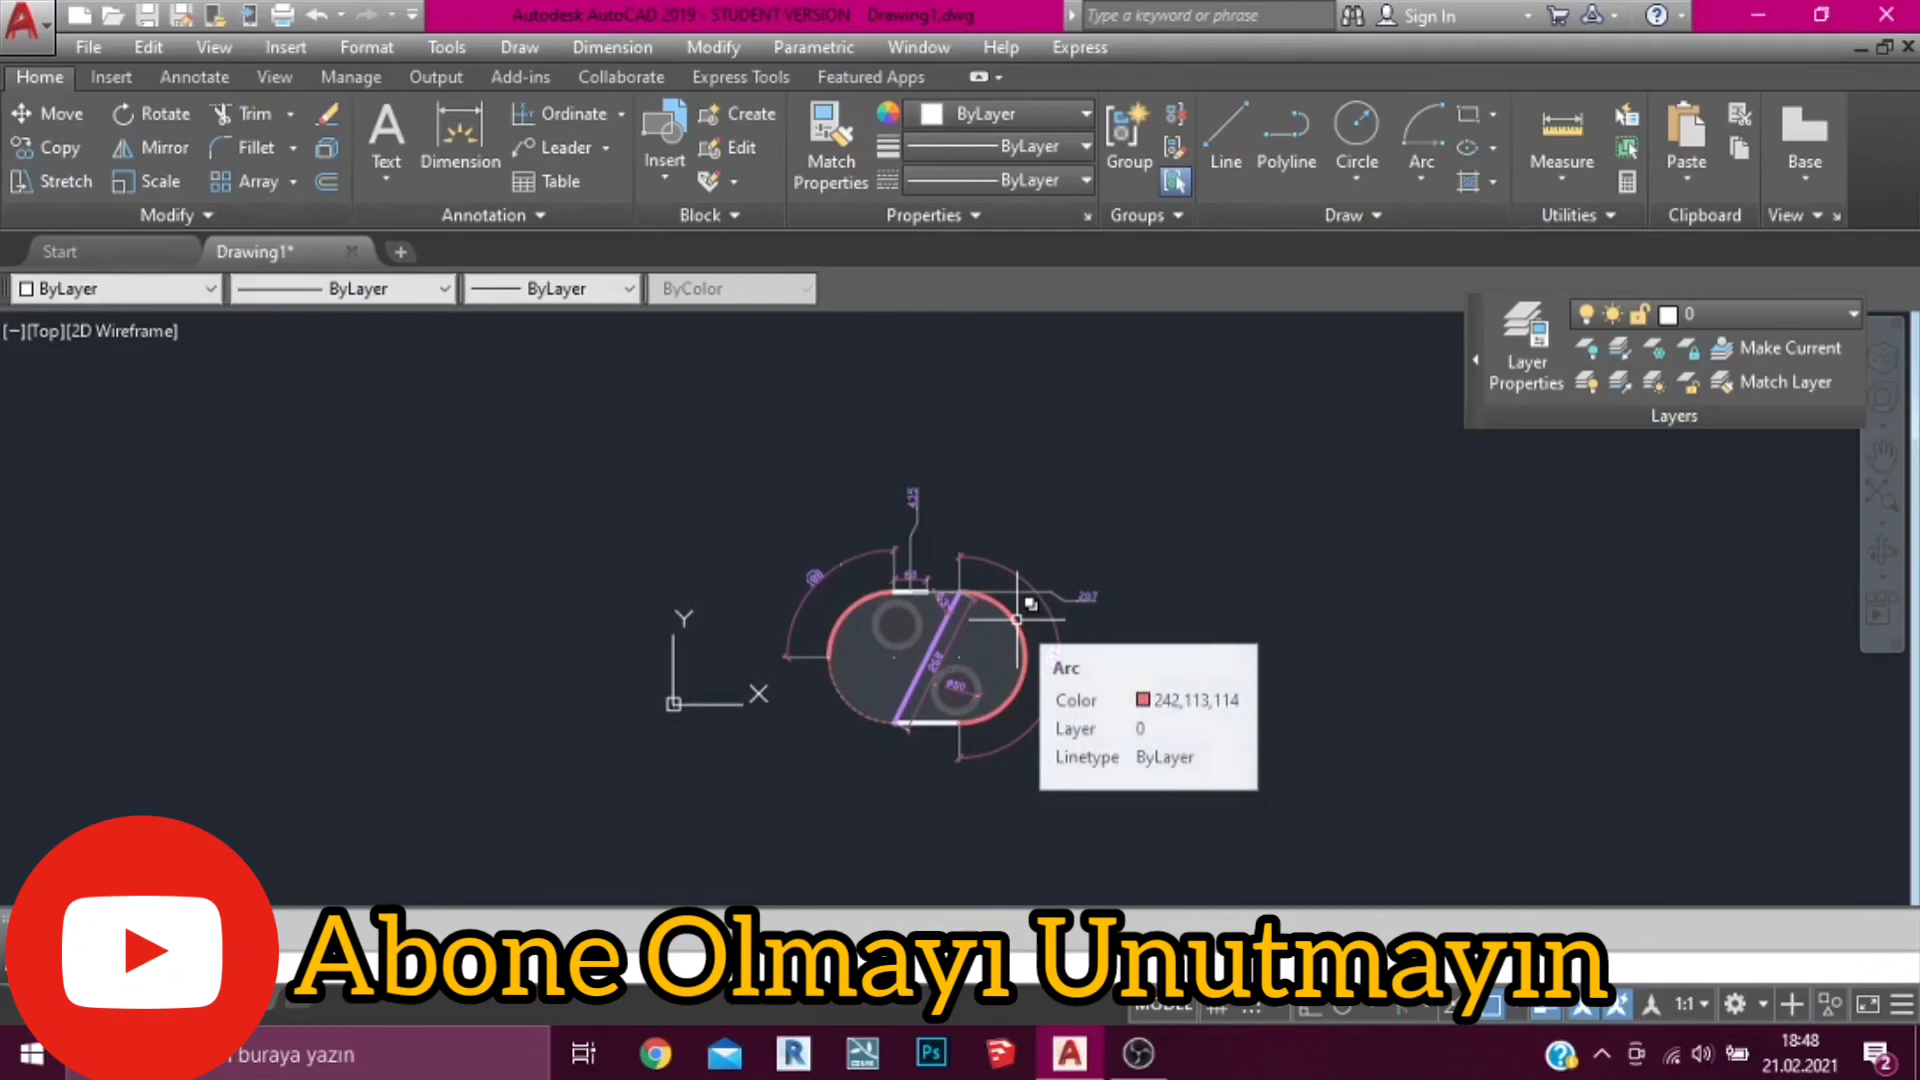 Autodesk AutoCAD 2019 - STUDENT VERSION Drawing1.dwg
Type a keyword or phrase
Sign In
File Edit View Insert Format Tools Draw Dimension Modify Parametric Window Help Express
Home Insert Annotate View Manage Output Add-ins Collaborate Express Tools Featured Apps
Move Rotate Trim
Copy Mirror Fillet
Stretch Scale Array
Modify
Text
Dimension
Ordinate
Leader
Table
Annotation
Insert
Create
Edit
Block
Match
Properties
ByLayer
ByLayer
ByLayer
Properties
Group
Groups
Line
Polyline
Circle
Arc
Draw
Measure
Utilities
Paste
Clipboard
Base
View
Start
Drawing1*
ByLayer
ByLayer
ByLayer
ByColor
[−][Top][2D Wireframe]
0
Layer
Properties
Make Current
Match Layer
Layers
Y
X
207
268
Ø80
Arc
Color 242,113,114
Layer 0
Linetype ByLayer
Abone Olmayı Unutmayın
MODEL
1:1
buraya yazın
R
Ps
A
18:48
21.02.2021
2